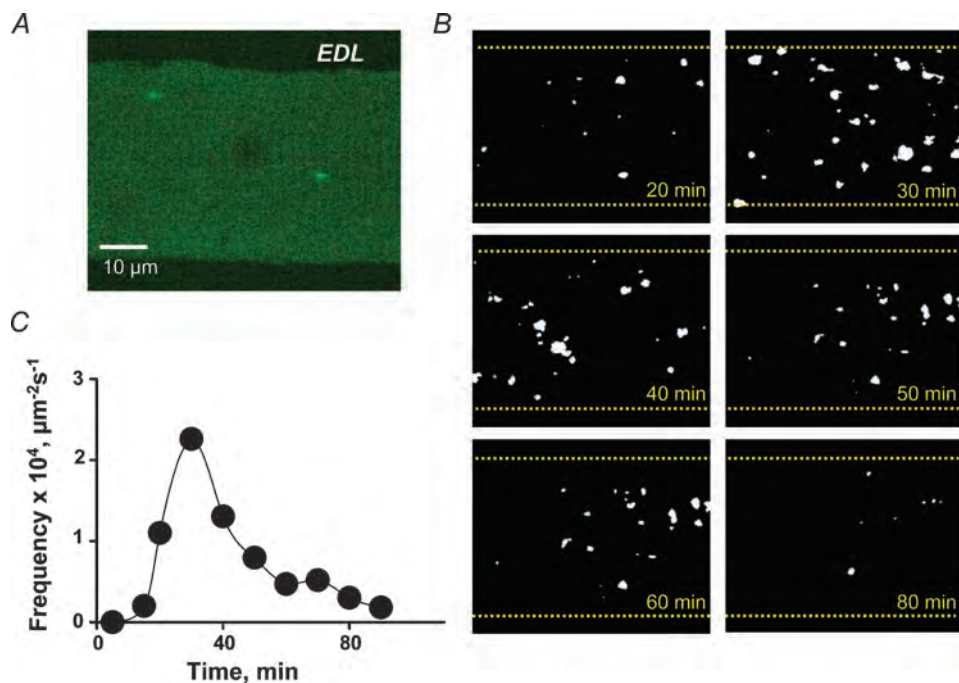 A
EDL
10 µm
B
20 min
30 min
40 min
50 min
60 min
80 min
C
Frequency x 10⁴, µm⁻²s⁻¹
3
2
1
0
0
40
80
Time, min